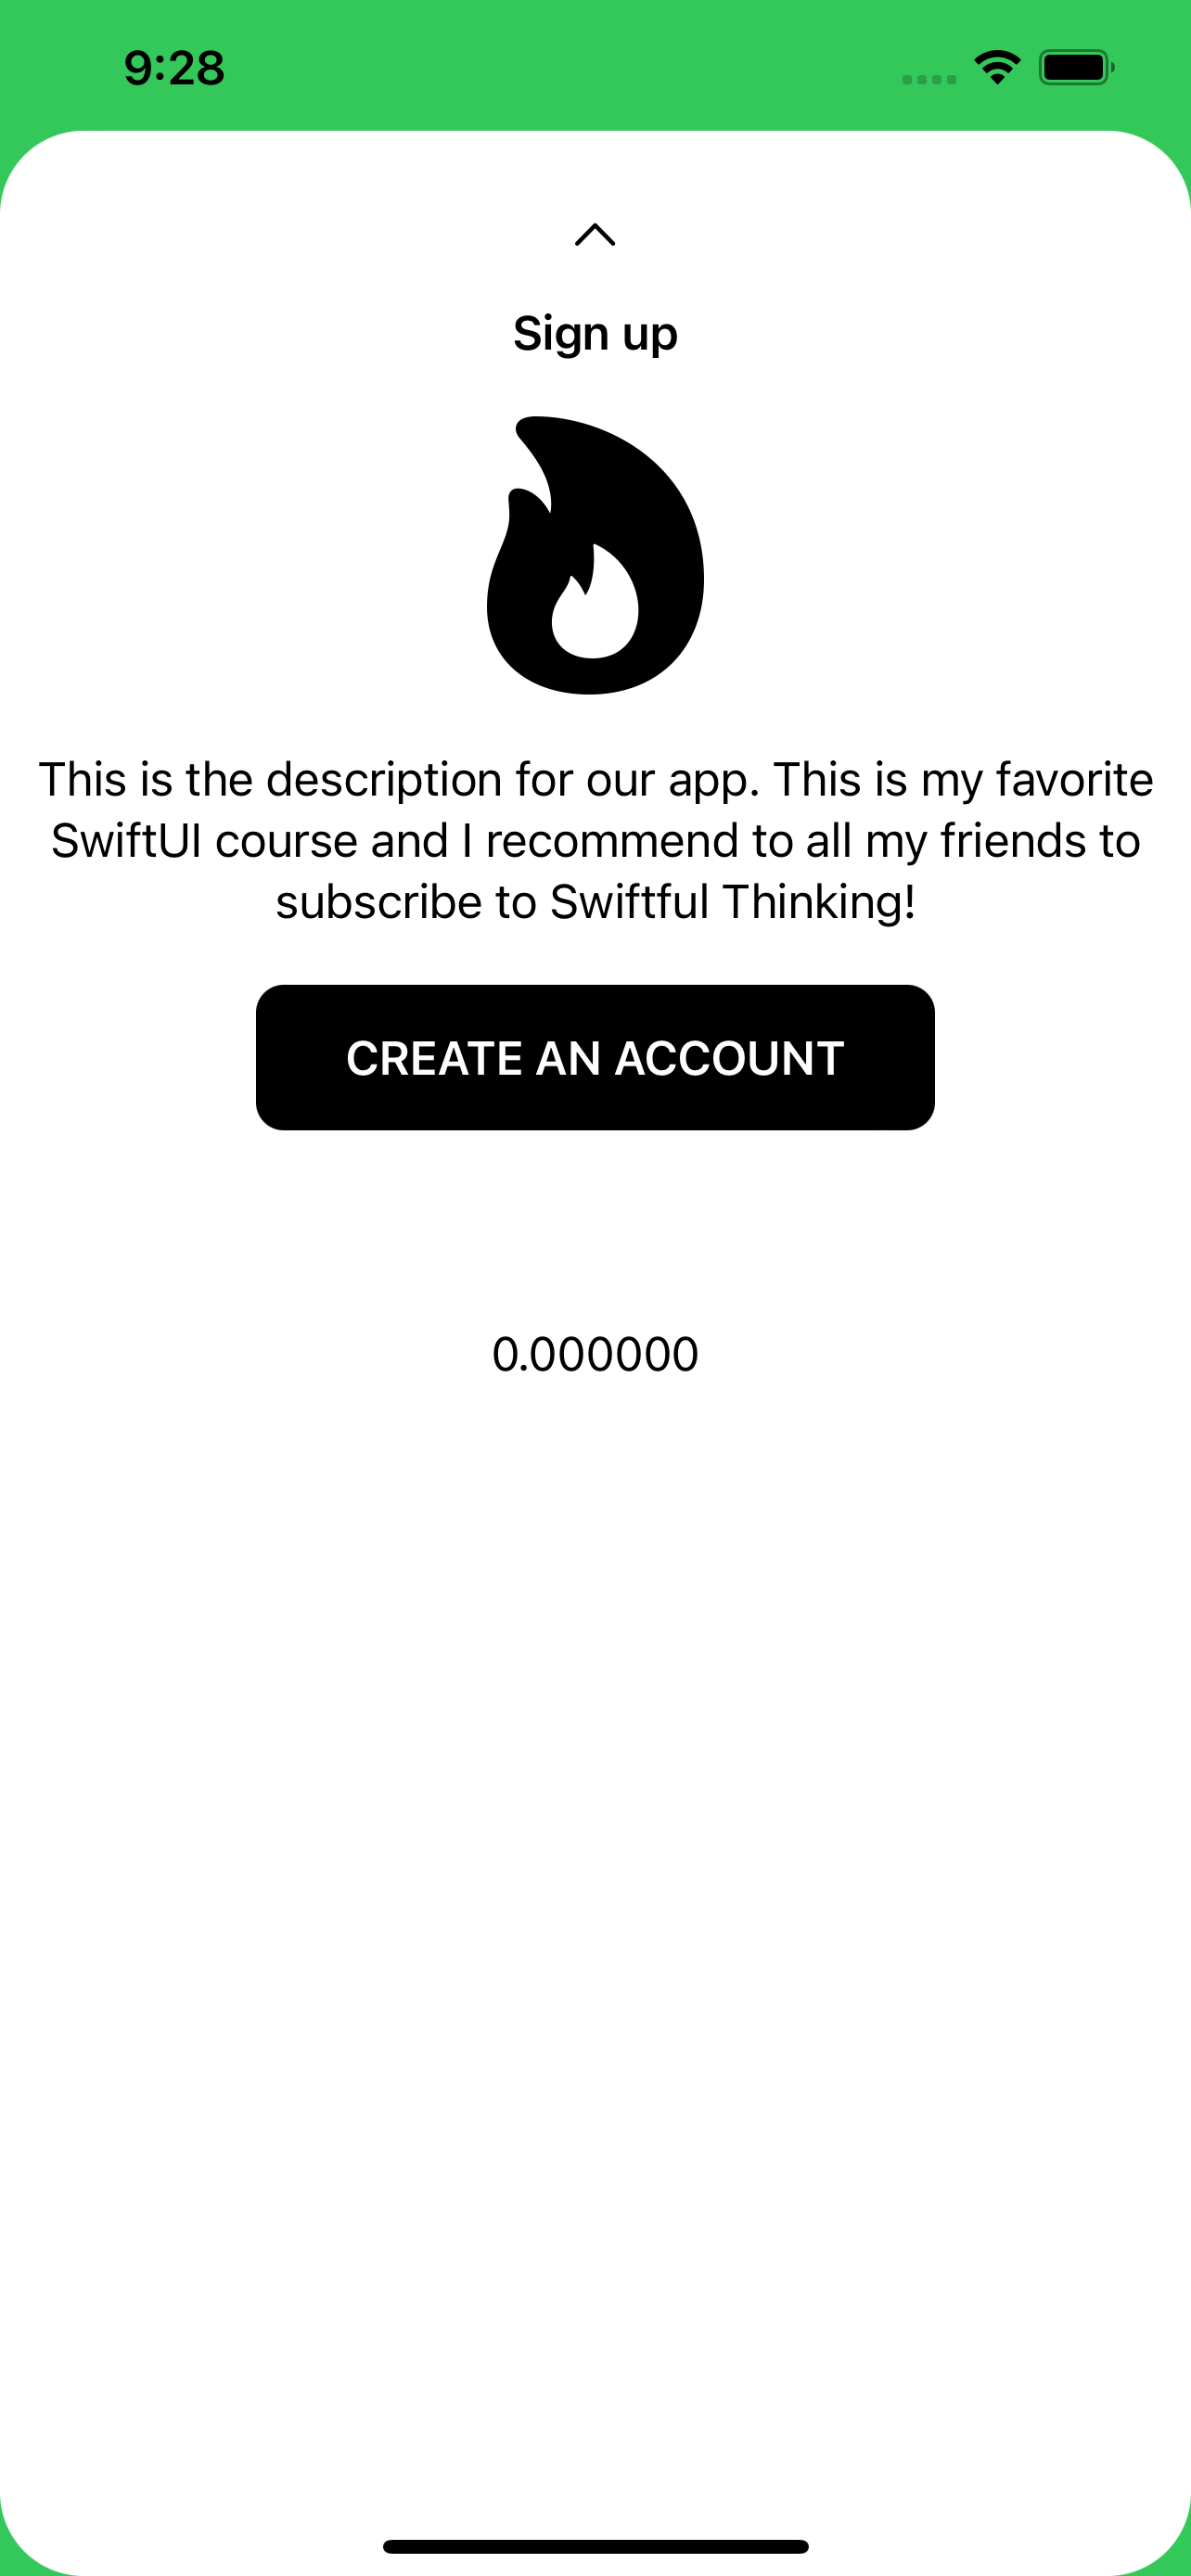 9:28
Sign up
This is the description for our app. This is my favorite
SwiftUI course and I recommend to all my friends to
subscribe to Swiftful Thinking!
CREATE AN ACCOUNT
0.000000